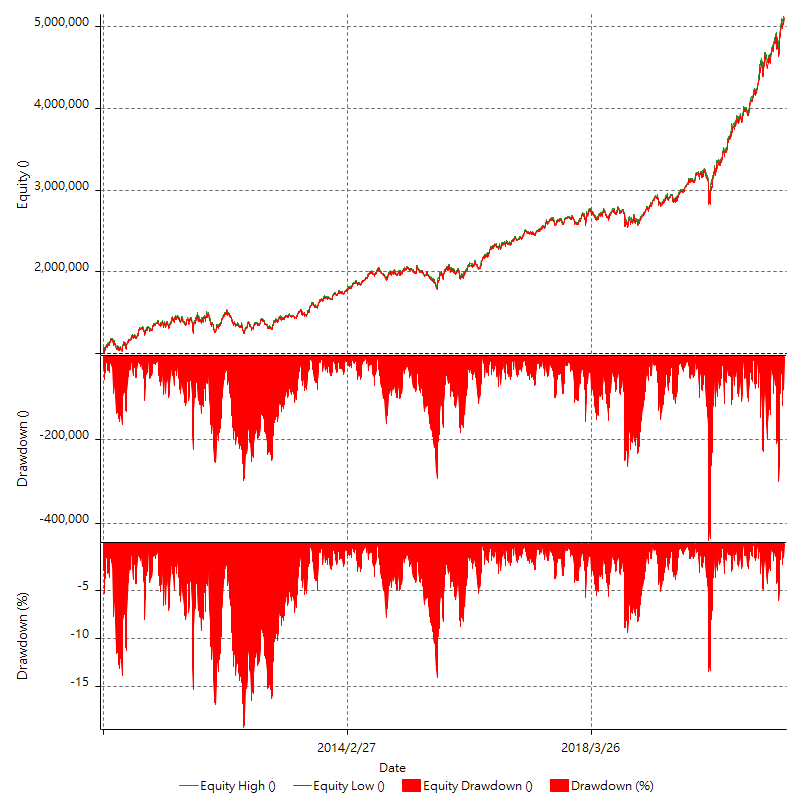 5,000,000
4,000,000
3,000,000
2,000,000
Equity ()
-200,000
-400,000
Drawdown ()
-5
-10
-15
Drawdown (%)
2014/2/27 2018/3/26
Date
Equity High () Equity Low () Equity Drawdown () Drawdown (%)